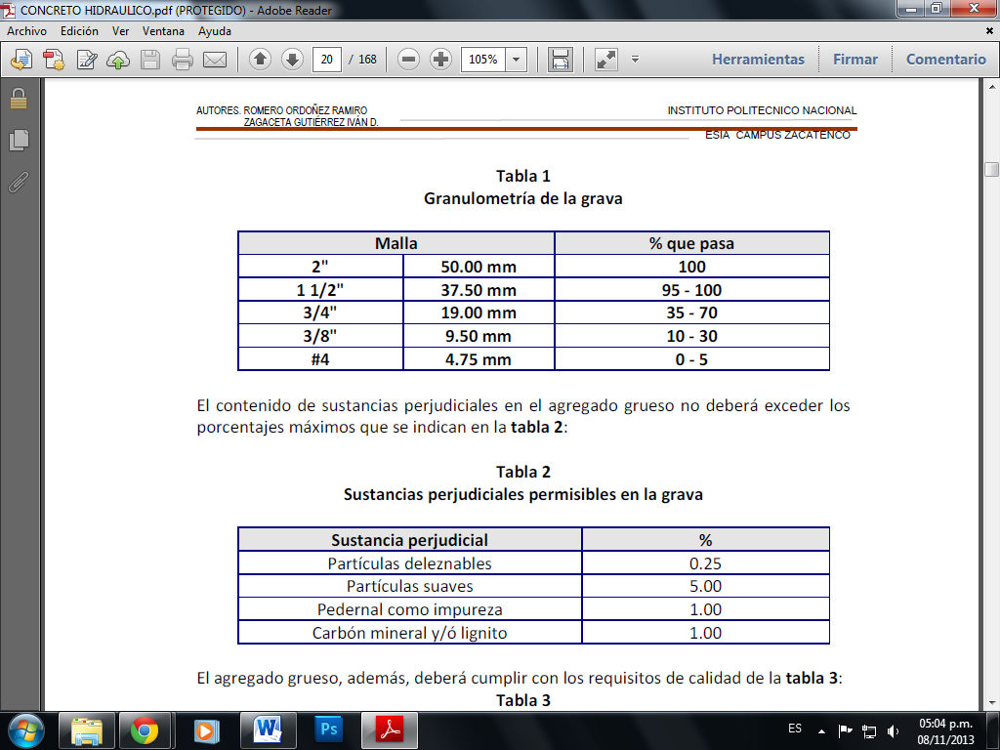 CONCRETO HIDRAULICO.pdf (PROTEGIDO) - Adobe Reader
Archivo Edición Ver Ventana Ayuda
20 / 168 105% Herramientas Firmar Comentario
AUTORES. ROMERO ORDOÑEZ RAMIRO INSTITUTO POLITECNICO NACIONAL
ZAGACETA GUTIÉRREZ IVÁN D.
ESIA CAMPUS ZACATENCO
Tabla 1
Granulometría de la grava
Malla % que pasa
2" 50.00 mm 100
1 1/2" 37.50 mm 95 - 100
3/4" 19.00 mm 35 - 70
3/8" 9.50 mm 10 - 30
#4 4.75 mm 0 - 5
El contenido de sustancias perjudiciales en el agregado grueso no deberá exceder los
porcentajes máximos que se indican en la tabla 2:
Tabla 2
Sustancias perjudiciales permisibles en la grava
Sustancia perjudicial %
Partículas deleznables 0.25
Partículas suaves 5.00
Pedernal como impureza 1.00
Carbón mineral y/ó lignito 1.00
El agregado grueso, además, deberá cumplir con los requisitos de calidad de la tabla 3:
Tabla 3
W Ps ES 05:04 p.m.
08/11/2013